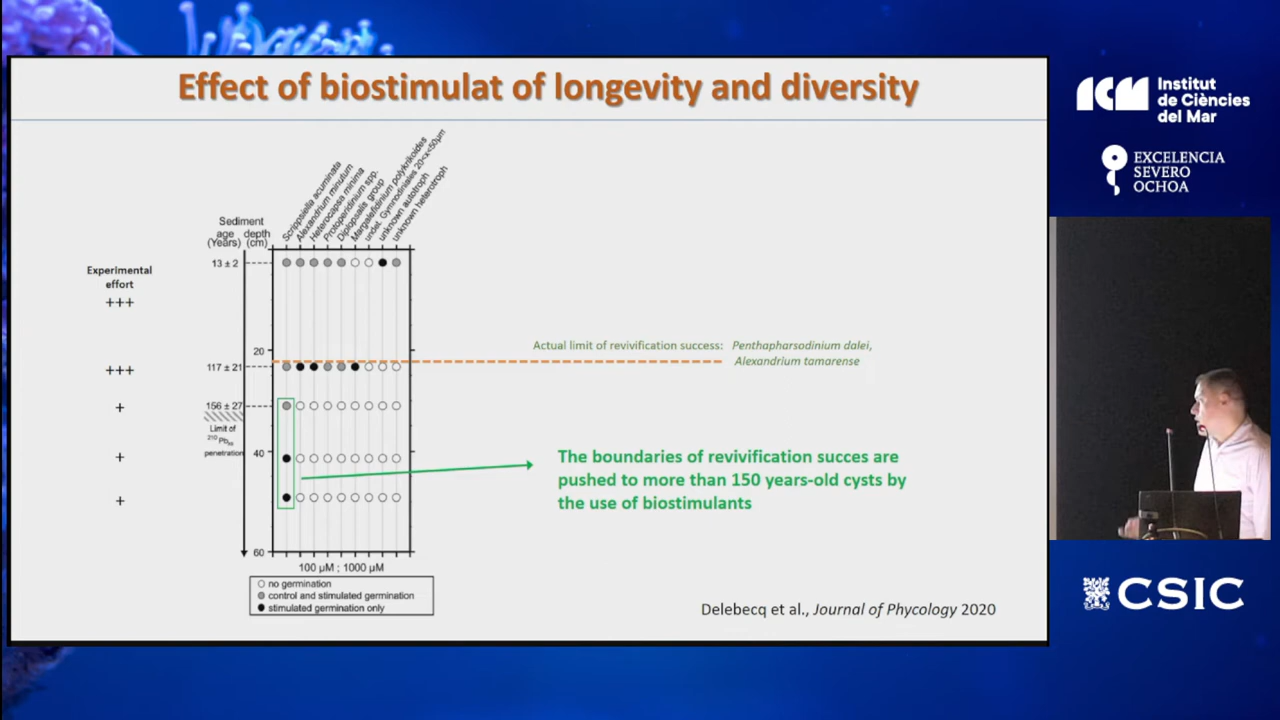 Effect of biostimulat of longevity and diversity
Scrippsiella acuminata
Alexandrium minutum
Heterocapsa minima
Protoperidinium spp.
Diplopsalis group
Margalefidinium polykrikoides
undet. Gymnodiniales 20<x<50µm
unknown autotroph
unknown heterotroph
Sediment
age depth
(Years) (cm)
13 ± 2
Experimental
effort
+++
20
Actual limit of revivification success: Penthapharsodinium dalei,
Alexandrium tamarense
+++
117 ± 21
+
156 ± 27
Limit of
210Pbxs
penetration
40
+
+
The boundaries of revivification succes are
pushed to more than 150 years-old cysts by
the use of biostimulants
60
100 µM ; 1000 µM
no germination
control and stimulated germination
stimulated germination only
Delebecq et al., Journal of Phycology 2020
ICM
Institut
de Ciències
del Mar
EXCELENCIA
SEVERO
OCHOA
CSIC